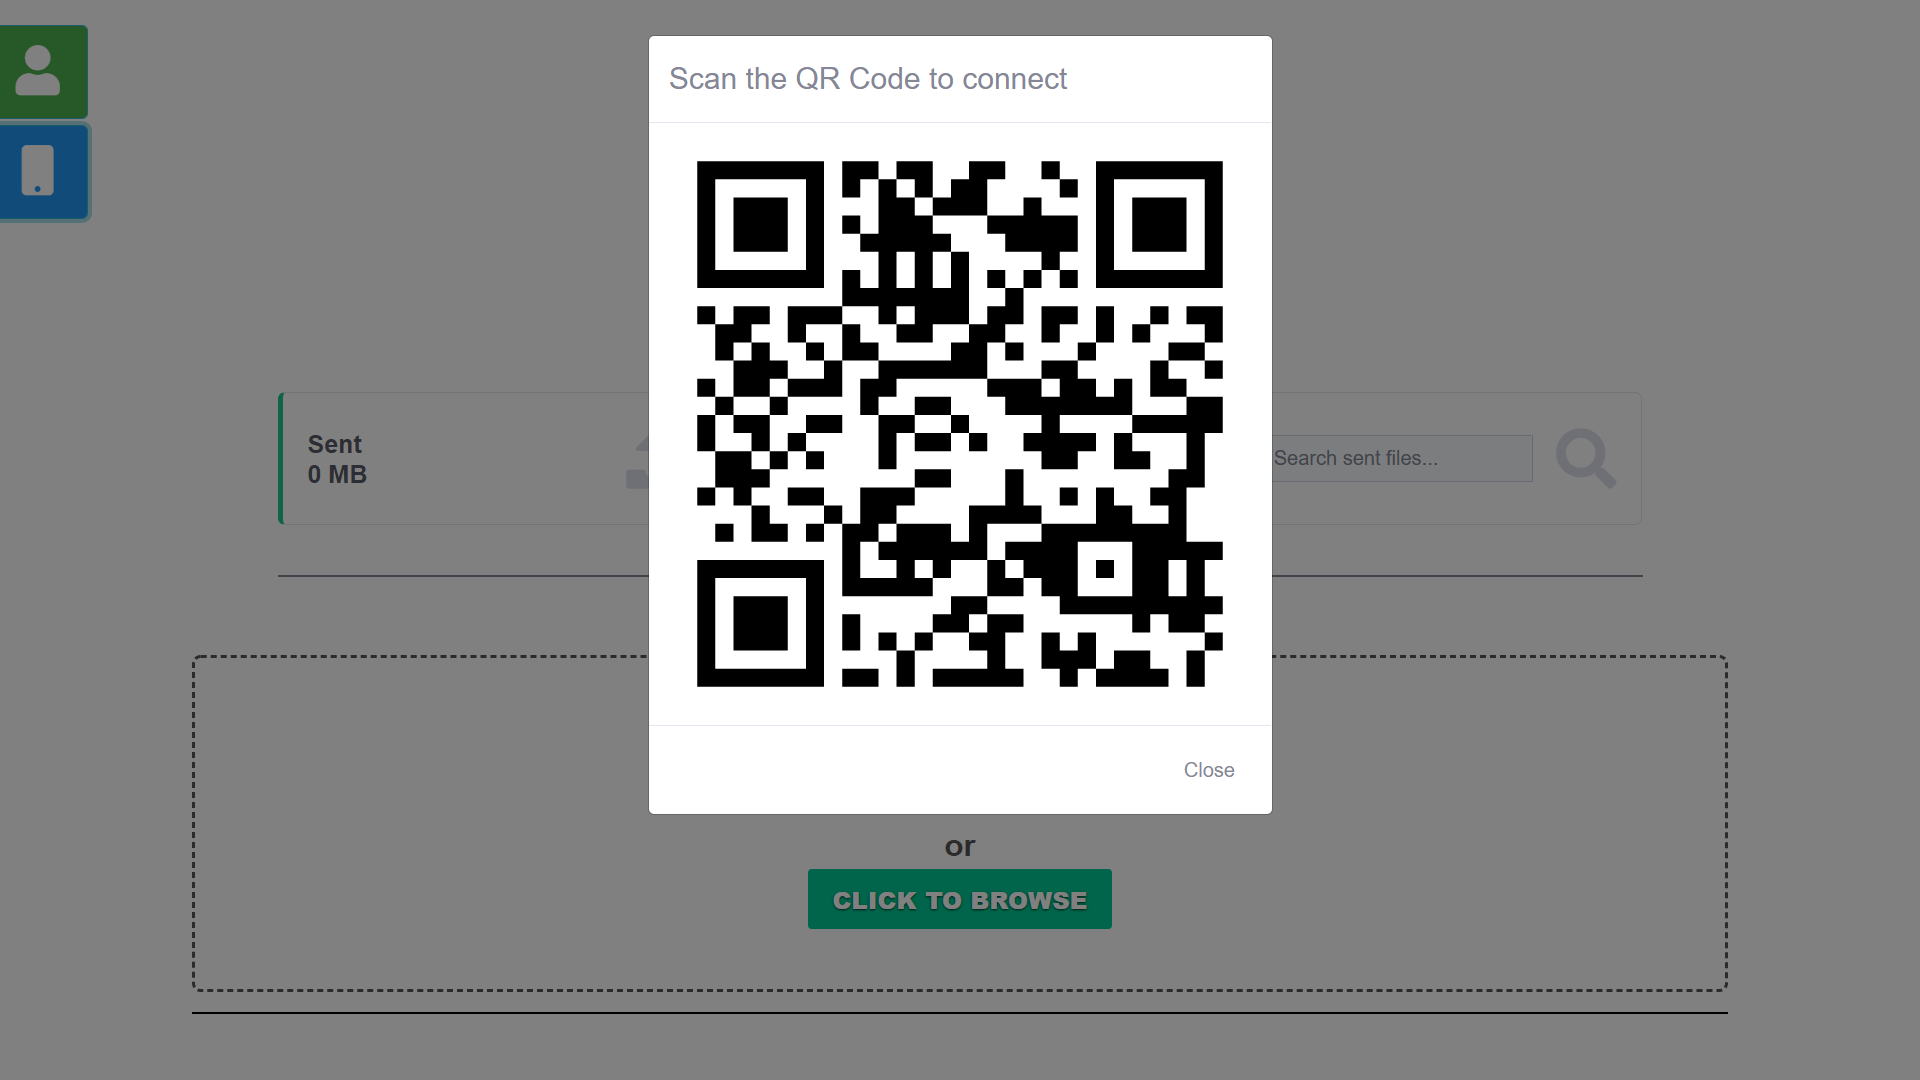 Scan the QR Code to connect
Sent
0 MB
Search sent files...
Close
or
CLICK TO BROWSE